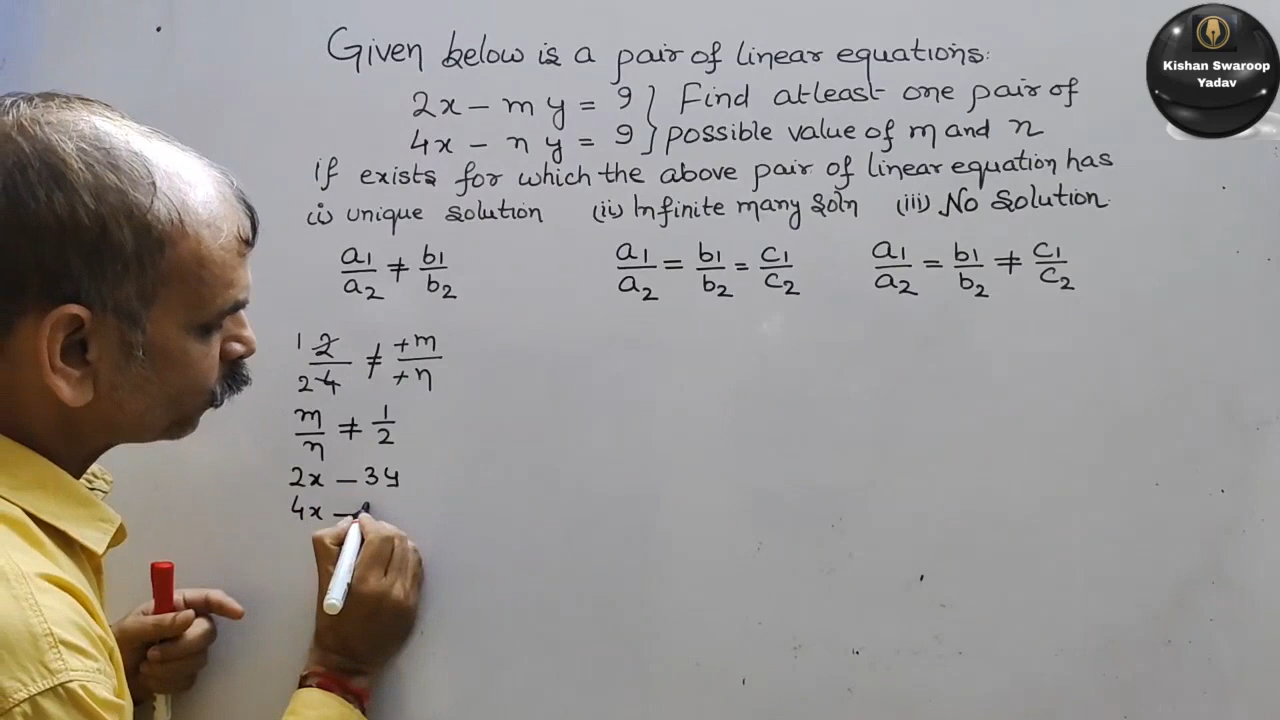 Given below is a pair of linear equations:
2x - m y = 9 } Find atleast one pair of
4x - n y = 9 } possible value of m and n
if exists for which the above pair of linear equation has
(i) unique solution (ii) Infinite many Soln (iii) No solution.
a1/a2 ≠ b1/b2 a1/a2 = b1/b2 = c1/c2 a1/a2 = b1/b2 ≠ c1/c2
1 2/2 4 ≠ +m/+n
m/n ≠ 1/2
2x - 3y
4x -
Kishan Swaroop
Yadav